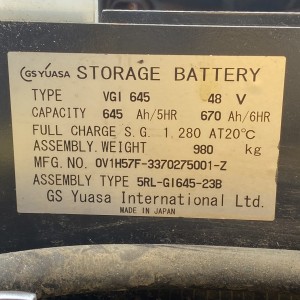 GS YUASA STORAGE BATTERY
TYPE VGI 645 48 V
CAPACITY 645 Ah/5HR 670 Ah/6HR
FULL CHARGE S.G. 1.280 AT20°C
ASSEMBLY.WEIGHT 980 kg
MFG. NO. 0V1H57F-3370275001-Z
ASSEMBLY TYPE 5RL-GI645-23B
GS Yuasa International Ltd.
MADE IN JAPAN